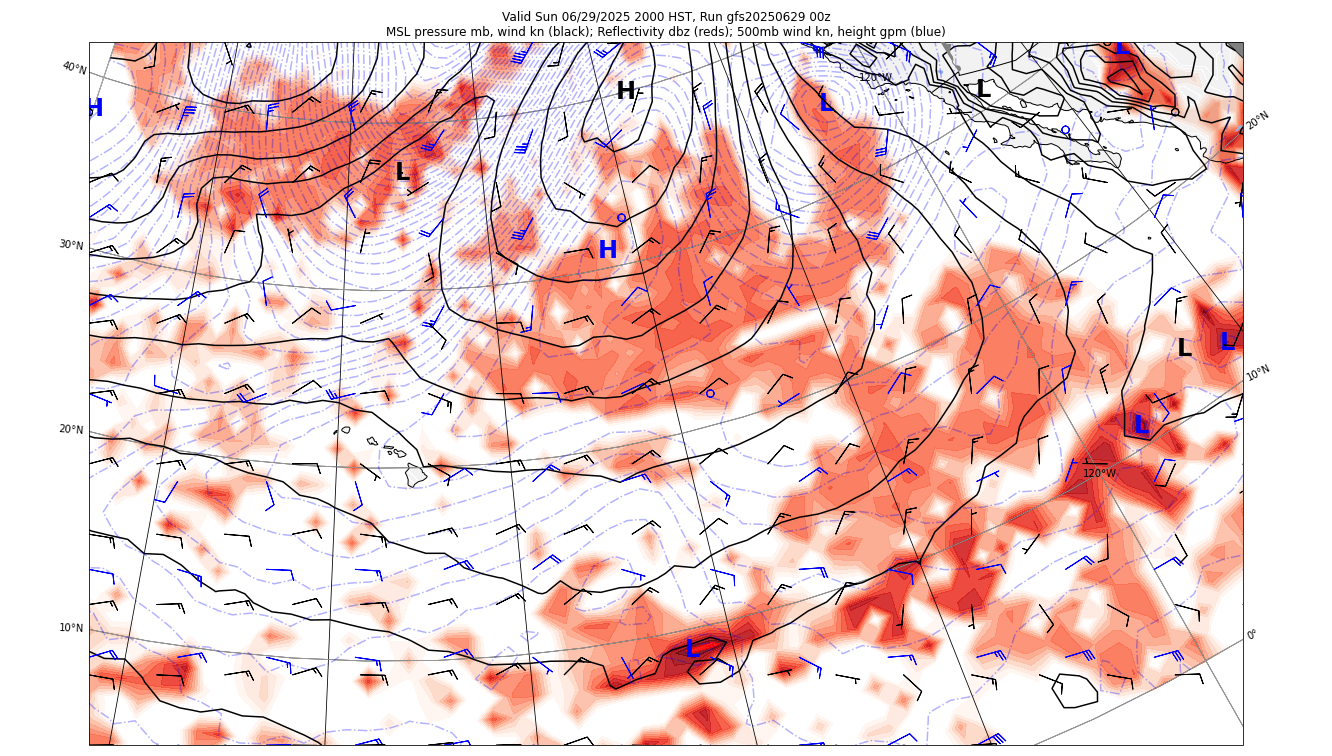 Valid Sun 06/29/2025 2000 HST, Run gfs20250629 00z
MSL pressure mb, wind kn (black); Reflectivity dbz (reds); 500mb wind kn, height gpm (blue)
L
40°N
120°W
H
L
H
L
20°N
L
30°N
H
L
L
10°N
20°N
L
120°W
10°N
0°
L